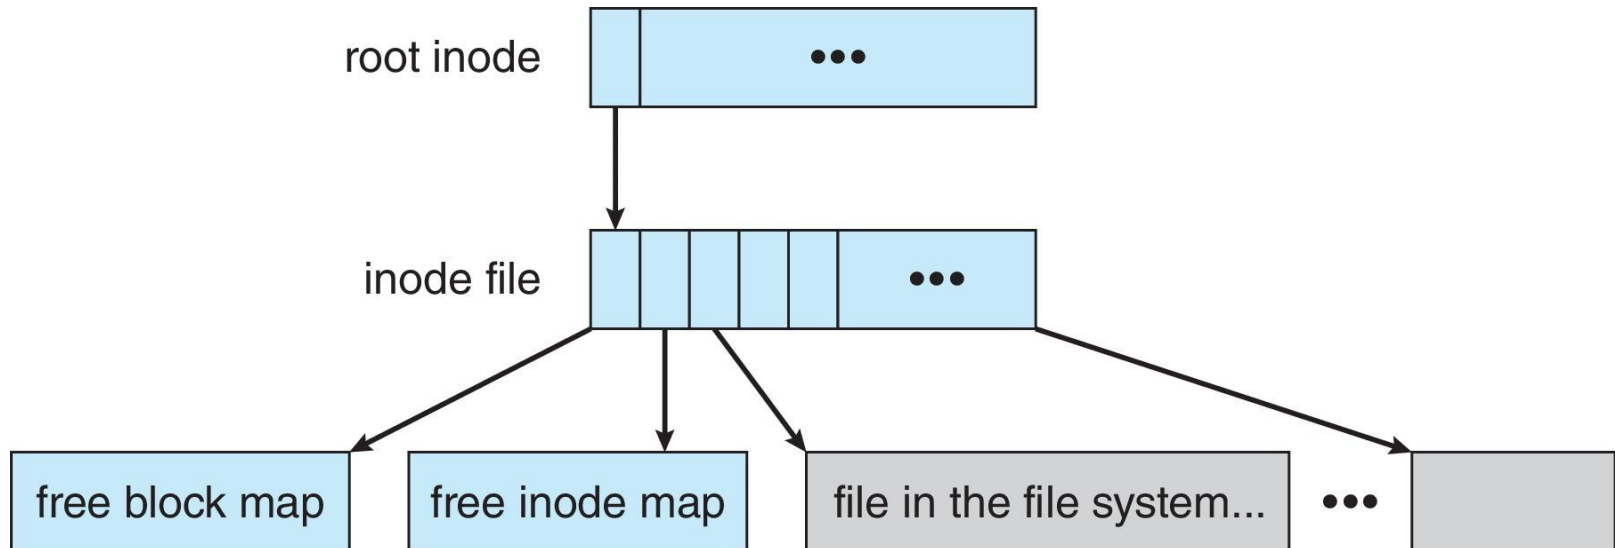 root inode
•••
inode file
•••
free block map
free inode map
file in the file system...
•••